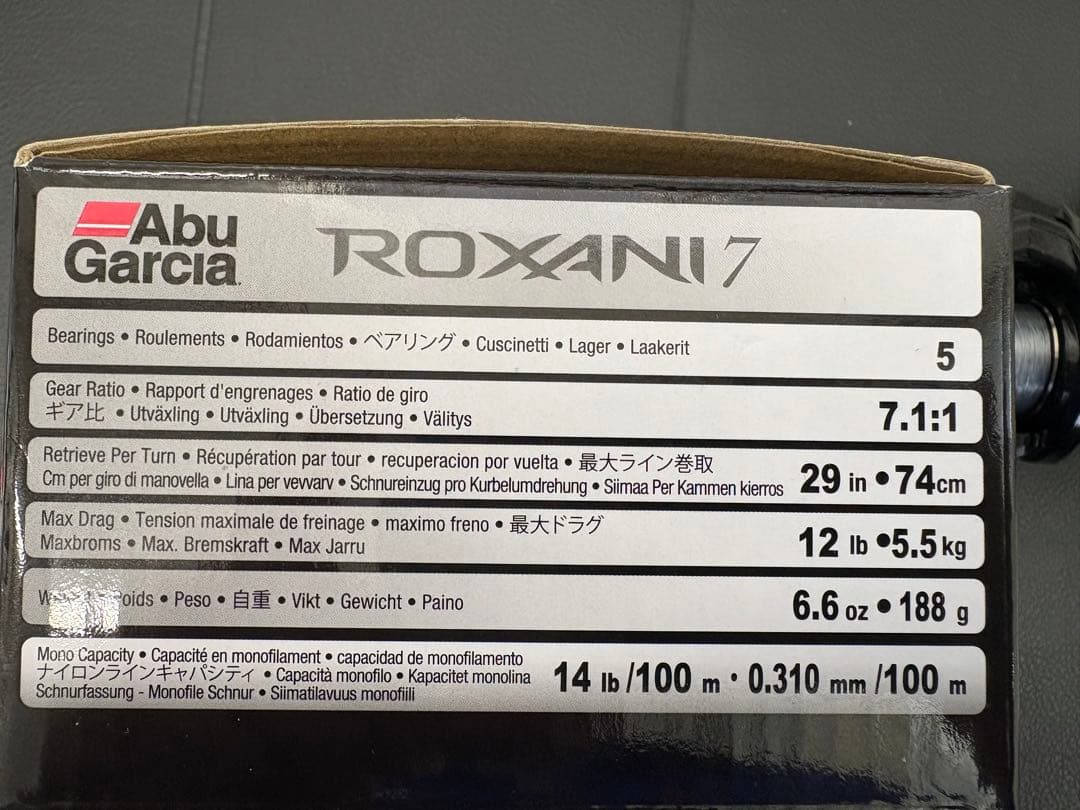 Abu
Garcia
ROXANI 7
Bearings • Roulements • Rodamientos • ベアリング • Cuscinetti • Lager • Laakerit
5
Gear Ratio • Rapport d'engrenages • Ratio de giro
ギア比 • Utväxling • Utväxling • Übersetzung • Välitys
7.1:1
Retrieve Per Turn • Récupération par tour • recuperacion por vuelta • 最大ライン巻取
Cm per giro di manovella • Lina per vevvarv • Schnureinzug pro Kurbelumdrehung • Siimaa Per Kammen kierros
29 in • 74cm
Max Drag • Tension maximale de freinage • maximo freno • 最大ドラグ
Maxbroms • Max. Bremskraft • Max Jarru
12 lb • 5.5 kg
• Peso • 自重 • Vikt • Gewicht • Paino
6.6 oz • 188 g
Mono Capacity • Capacité en monofilament • capacidad de monofilamento
ナイロンラインキャパシティ • Capacità monofilo • Kapacitet monolina
Schnurfassung - Monofile Schnur • Siimatilavuus monofiili
14 lb /100 m · 0.310 mm /100 m